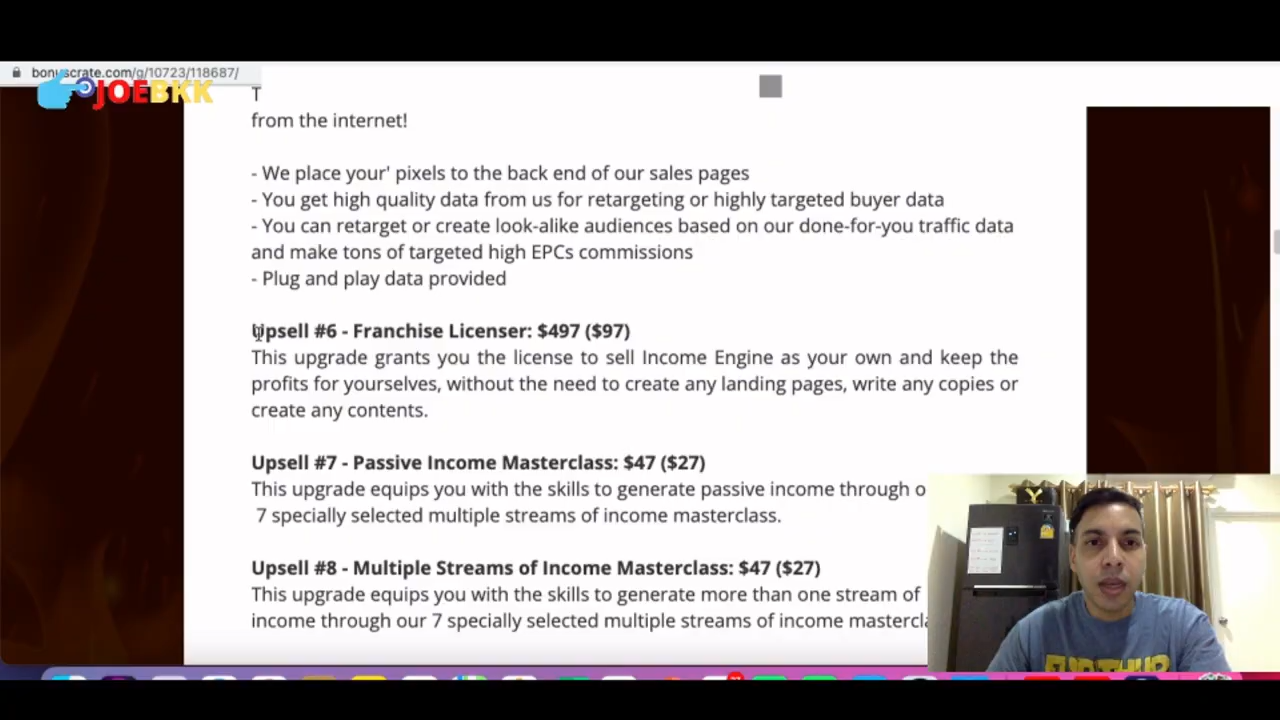 bonuscrate.com/g/10723/118687/
JOEBKK
T
from the internet!
- We place your' pixels to the back end of our sales pages
- You get high quality data from us for retargeting or highly targeted buyer data
- You can retarget or create look-alike audiences based on our done-for-you traffic data
and make tons of targeted high EPCs commissions
- Plug and play data provided
Upsell #6 - Franchise Licenser: $497 ($97)
This upgrade grants you the license to sell Income Engine as your own and keep the
profits for yourselves, without the need to create any landing pages, write any copies or
create any contents.
Upsell #7 - Passive Income Masterclass: $47 ($27)
This upgrade equips you with the skills to generate passive income through
7 specially selected multiple streams of income masterclass.
Upsell #8 - Multiple Streams of Income Masterclass: $47 ($27)
This upgrade equips you with the skills to generate more than one stream of
income through our 7 specially selected multiple streams of income